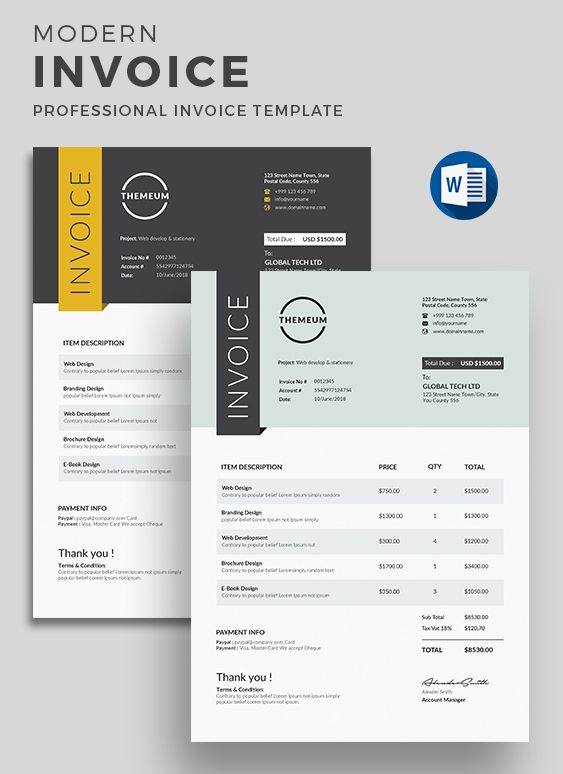 MODERN
INVOICE
PROFESSIONAL INVOICE TEMPLATE
W
INVOICE
THEMEUM
123 Street Name Town, State
Postal Code, County 556
+999 123 456 789
info@yourname
www.domainname.com
Project: Web develop & stationery
Invoice No # 0012345
Account # 5542977124754
Date: 10/June/2018
Total Due : USD $1500.00
To:
GLOBAL TECH LTD
ITEM DESCRIPTION
Web Design
Contrary to popular belief Lorem Ipsum simply randors
Branding Design
popular belief Lorem Ipsum simply
Web Development
Contrary to popular belief Lorem Ipsum not
Brochure Design
Contrary to popular belief Loremsimply random text
E-Book Design
Contrary to popular belief Lorem Ipsum not ipsum
PAYMENT INFO
Paypal : paypal@company.com Card
Payment : Visa, Master Card We accept Cheque
Thank you !
Terms & Condition:
Contrary to popular belief Lorem Ipsum not ipsum
popular belief Lorem Ipsum not ipsum.
INVOICE
THEMEUM
123 Street Name Town, State
Postal Code, County 556
+999 123 456 789
info@yourname
www.domainname.com
Project: Web develop & stationery
Invoice No # 0012345
Account # 5542977124754
Date: 10/June/2018
Total Due : USD $1500.00
To:
GLOBAL TECH LTD
123 Street Name Town/City, State
You County 556
ITEM DESCRIPTION PRICE QTY TOTAL
Web Design
Contrary to popular belief Lorem Ipsum simply randors
$750.00 2 $1500.00
Branding Design
popular belief Lorem Ipsum simply
$1300.00 1 $1300.00
Web Development
Contrary to popular belief Lorem Ipsum not
$300.00 4 $1200.00
Brochure Design
Contrary to popular belief Loremsimply random text
$1700.00 1 $3400.00
E-Book Design
Contrary to popular belief Lorem Ipsum not ipsum
$350.00 3 $1050.00
Sub Total $8530.00
Tax Vat 18% $120.70
TOTAL $8530.00
PAYMENT INFO
Paypal : paypal@company.com Card
Payment : Visa, Master Card We accept Cheque
Thank you !
Terms & Condition:
Contrary to popular belief Lorem Ipsum not ipsum
popular belief Lorem Ipsum not ipsum.
Alexder Smith
Account Manager